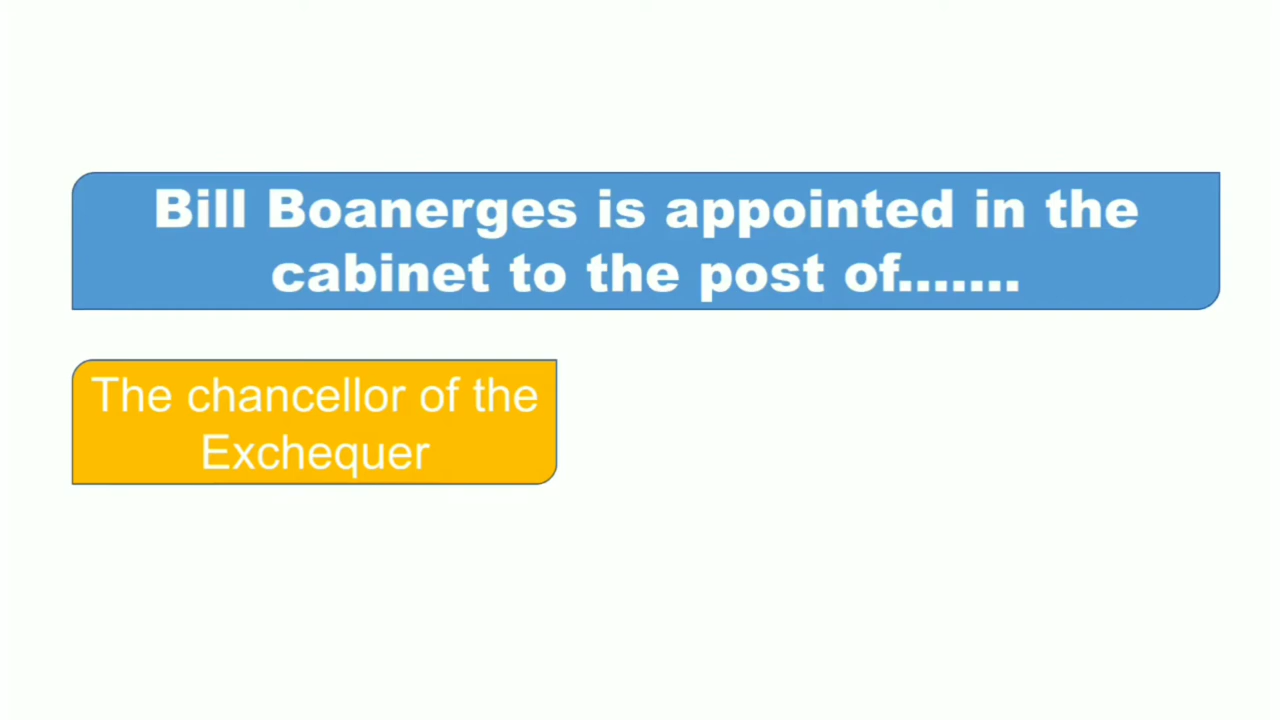 Bill Boanerges is appointed in the
cabinet to the post of.......
The chancellor of the
Exchequer